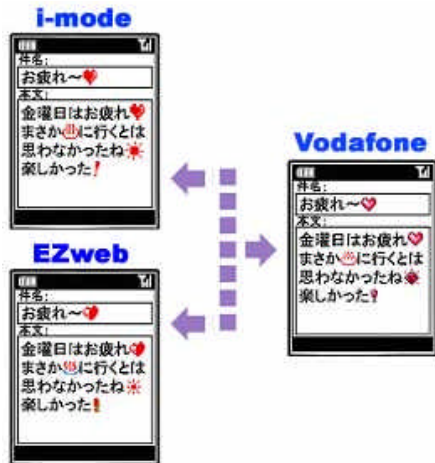 i-mode
件名:
お疲れ～❤
本文:
金曜日はお疲れ❤
まさか♨に行くとは
思わなかったね☀
楽しかった!
Vodafone
件名:
お疲れ～❤
本文:
金曜日はお疲れ❤
まさか♨に行くとは
思わなかったね☀
楽しかった!
EZweb
件名:
お疲れ～❤
本文:
金曜日はお疲れ❤
まさか♨に行くとは
思わなかったね☀
楽しかった!